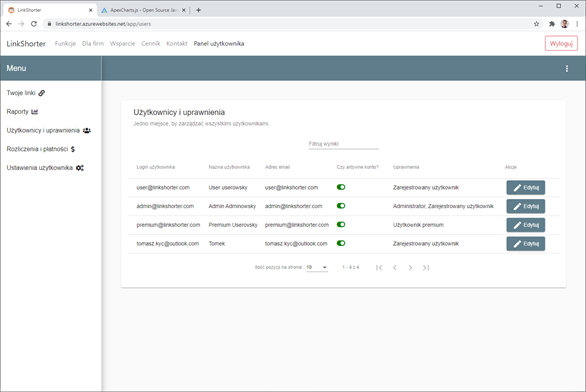 LinkShorter
ApexCharts.js - Open Source Jav
linkshorter.azurewebsites.net/app/users
LinkShorter Funkcje Dla firm Wsparcie Cennik Kontakt Panel użytkownika Wyloguj
Menu
Twoje linki
Raporty
Użytkownicy i uprawnienia
Rozliczenia i płatności
Ustawienia użytkownika
Użytkownicy i uprawnienia
Jedno miejsce, by zarządzać wszystkimi użytkownikami
Filtruj wyniki
Login użytkownika Nazwa użytkownika Adres email Czy aktywne konto? Uprawnienia Akcje
user@linkshorter.com User userowsky user@linkshorter.com Zarejestrowany użytkownik Edytuj
admin@linkshorter.com Admin Adminowsky admin@linkshorter.com Administrator, Zarejestrowany użytkownik Edytuj
premium@linkshorter.com Premium Userovsky premium@linkshorter.com Użytkownik premium Edytuj
tomasz.kyc@outlook.com Tomek tomasz.kyc@outlook.com Zarejestrowany użytkownik Edytuj
Ilość pozycji na stronie: 10 1 - 4 z 4